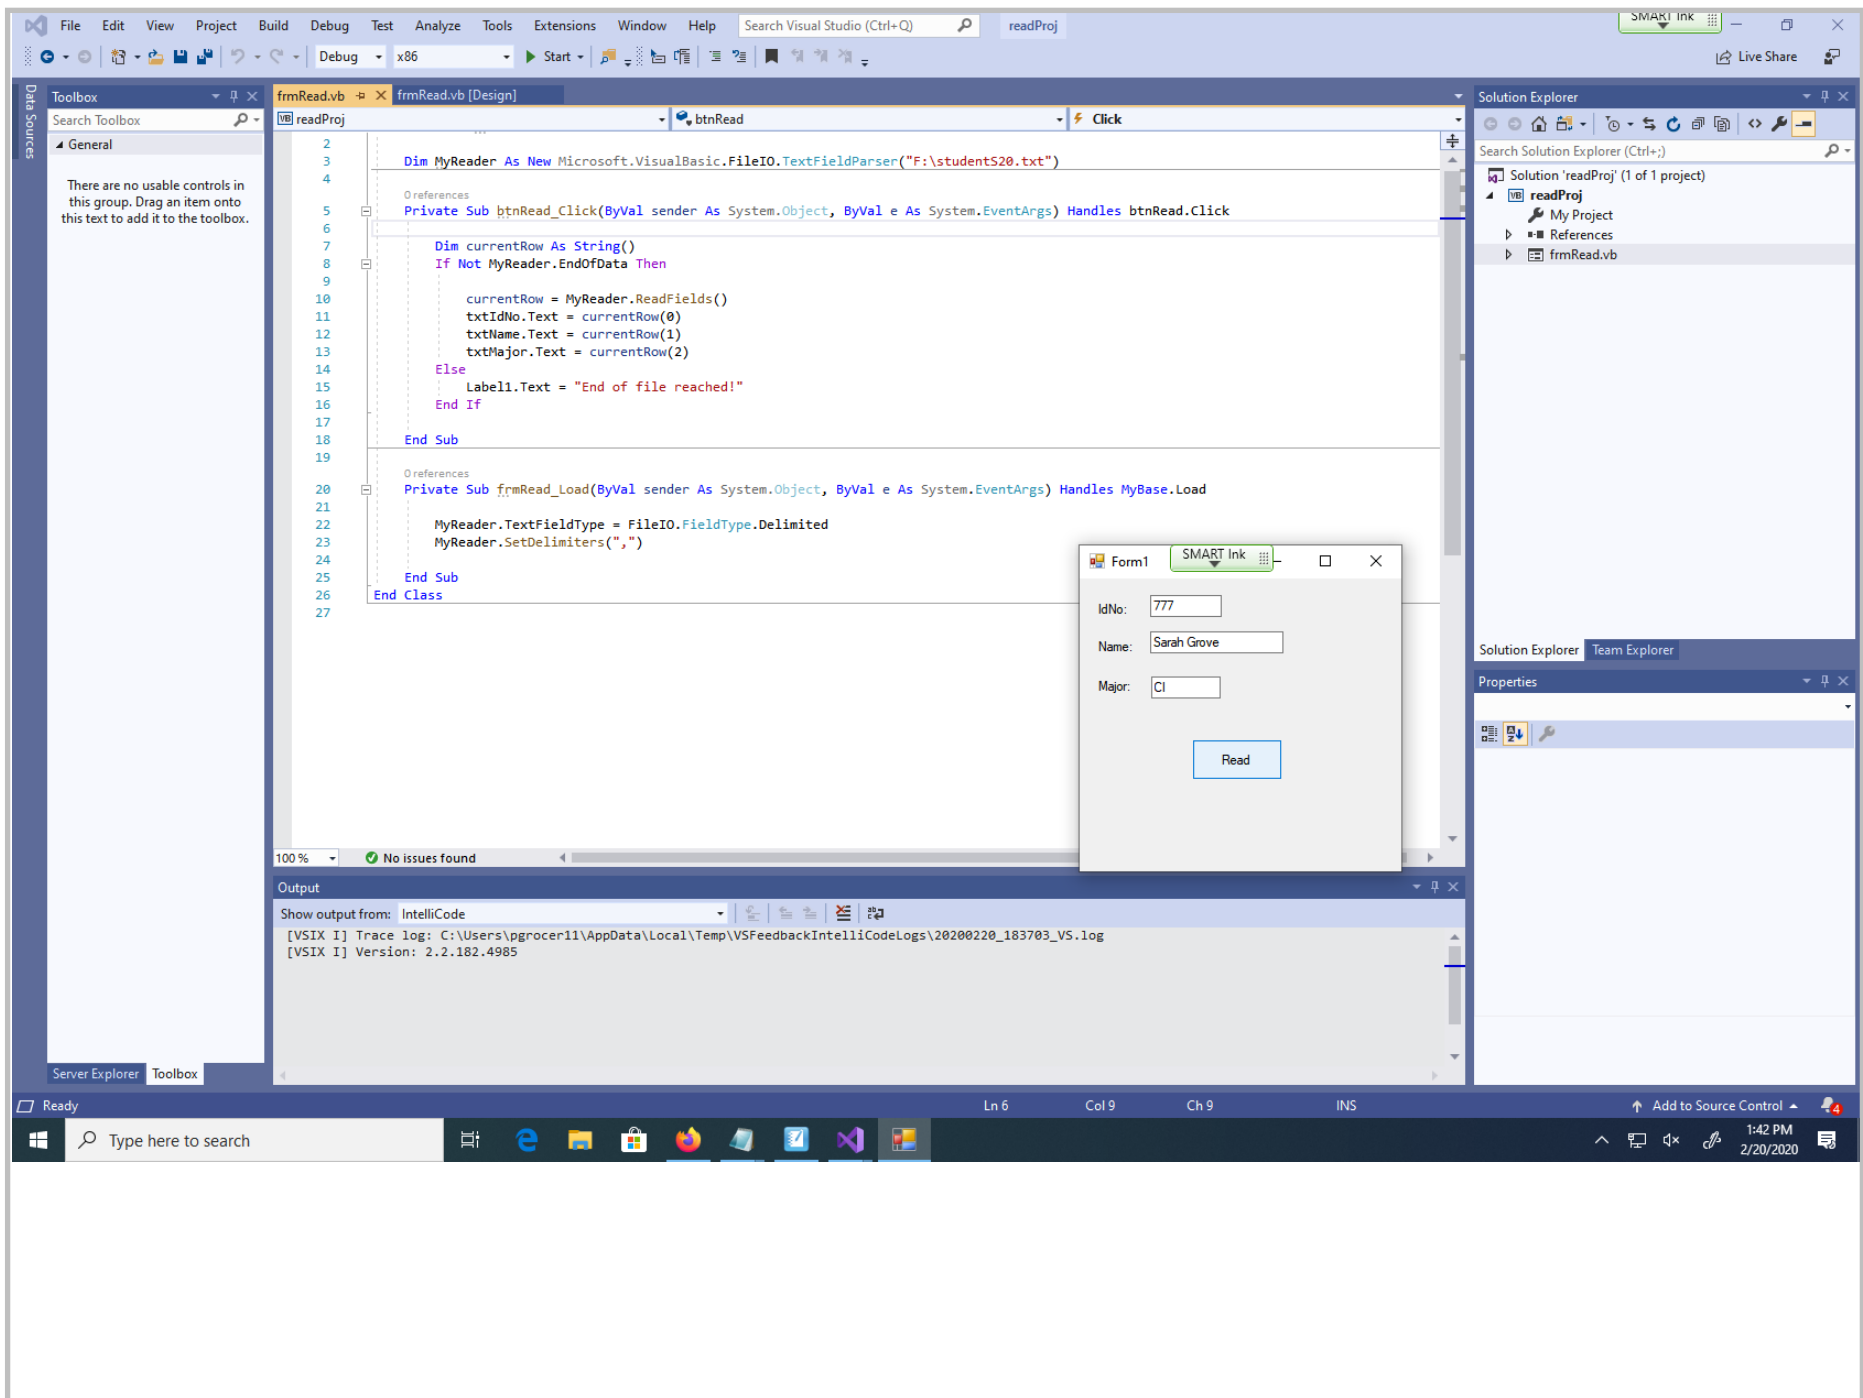 File Edit View Project Build Debug Test Analyze Tools Extensions Window Help Search Visual Studio (Ctrl+Q) readProj
SMART Ink
Debug x86 Start Live Share
Data Sources
Toolbox
Search Toolbox
General
There are no usable controls in
this group. Drag an item onto
this text to add it to the toolbox.
Server Explorer Toolbox
frmRead.vb frmRead.vb [Design]
VB readProj btnRead Click
2
3 Dim MyReader As New Microsoft.VisualBasic.FileIO.TextFieldParser("F:\studentS20.txt")
4
0 references
5 Private Sub btnRead_Click(ByVal sender As System.Object, ByVal e As System.EventArgs) Handles btnRead.Click
6
7 Dim currentRow As String()
8 If Not MyReader.EndOfData Then
9
10 currentRow = MyReader.ReadFields()
11 txtIdNo.Text = currentRow(0)
12 txtName.Text = currentRow(1)
13 txtMajor.Text = currentRow(2)
14 Else
15 Label1.Text = "End of file reached!"
16 End If
17
18 End Sub
19
0 references
20 Private Sub frmRead_Load(ByVal sender As System.Object, ByVal e As System.EventArgs) Handles MyBase.Load
21
22 MyReader.TextFieldType = FileIO.FieldType.Delimited
23 MyReader.SetDelimiters(",")
24
25 End Sub
26 End Class
27
Form1 SMART Ink
IdNo: 777
Name: Sarah Grove
Major: CI
Read
100 % No issues found
Output
Show output from: IntelliCode
[VSIX I] Trace log: C:\Users\pgrocer11\AppData\Local\Temp\VSFeedbackIntelliCodeLogs\20200220_183703_VS.log
[VSIX I] Version: 2.2.182.4985
Solution Explorer
Search Solution Explorer (Ctrl+;)
Solution 'readProj' (1 of 1 project)
VB readProj
My Project
References
frmRead.vb
Solution Explorer Team Explorer
Properties
Ready Ln 6 Col 9 Ch 9 INS Add to Source Control 4
Type here to search
1:42 PM
2/20/2020